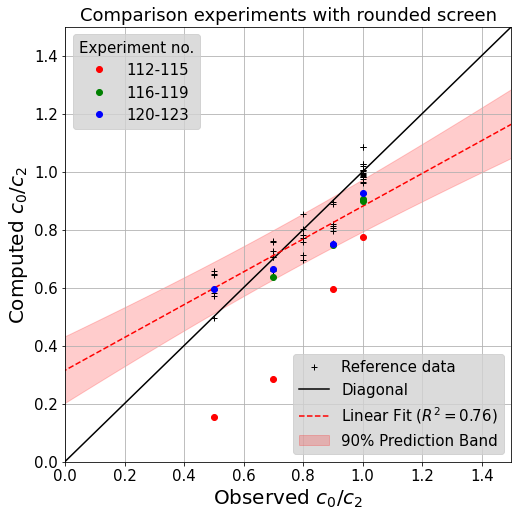 Comparison experiments with rounded screen
Computed c₀/c₂
1.4
1.2
1.0
0.8
0.6
0.4
0.2
0.0
Experiment no.
112-115
116-119
120-123
Reference data
Diagonal
Linear Fit (R² = 0.76)
90% Prediction Band
0.0 0.2 0.4 0.6 0.8 1.0 1.2 1.4
Observed c₀/c₂